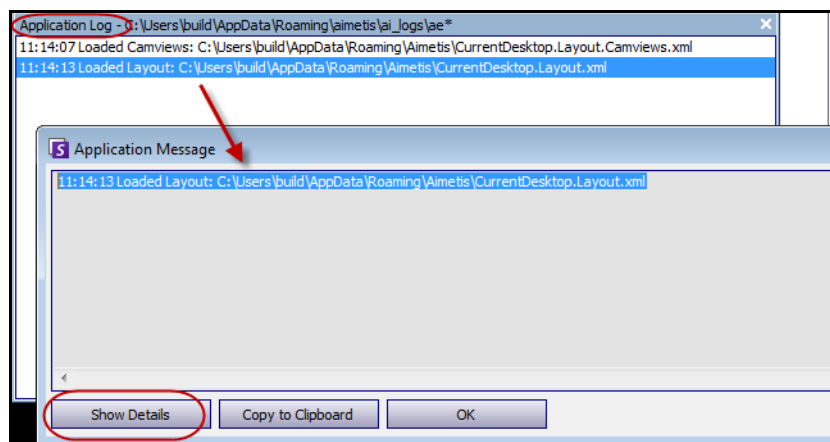 Application Log - C:\Users\build\AppData\Roaming\aimetis\ai_logs\ae*
11:14:07 Loaded Camviews: C:\Users\build\AppData\Roaming\Aimetis\CurrentDesktop.Layout.Camviews.xml
11:14:13 Loaded Layout: C:\Users\build\AppData\Roaming\Aimetis\CurrentDesktop.Layout.xml
S Application Message
11:14:13 Loaded Layout: C:\Users\build\AppData\Roaming\Aimetis\CurrentDesktop.Layout.xml
Show Details Copy to Clipboard OK